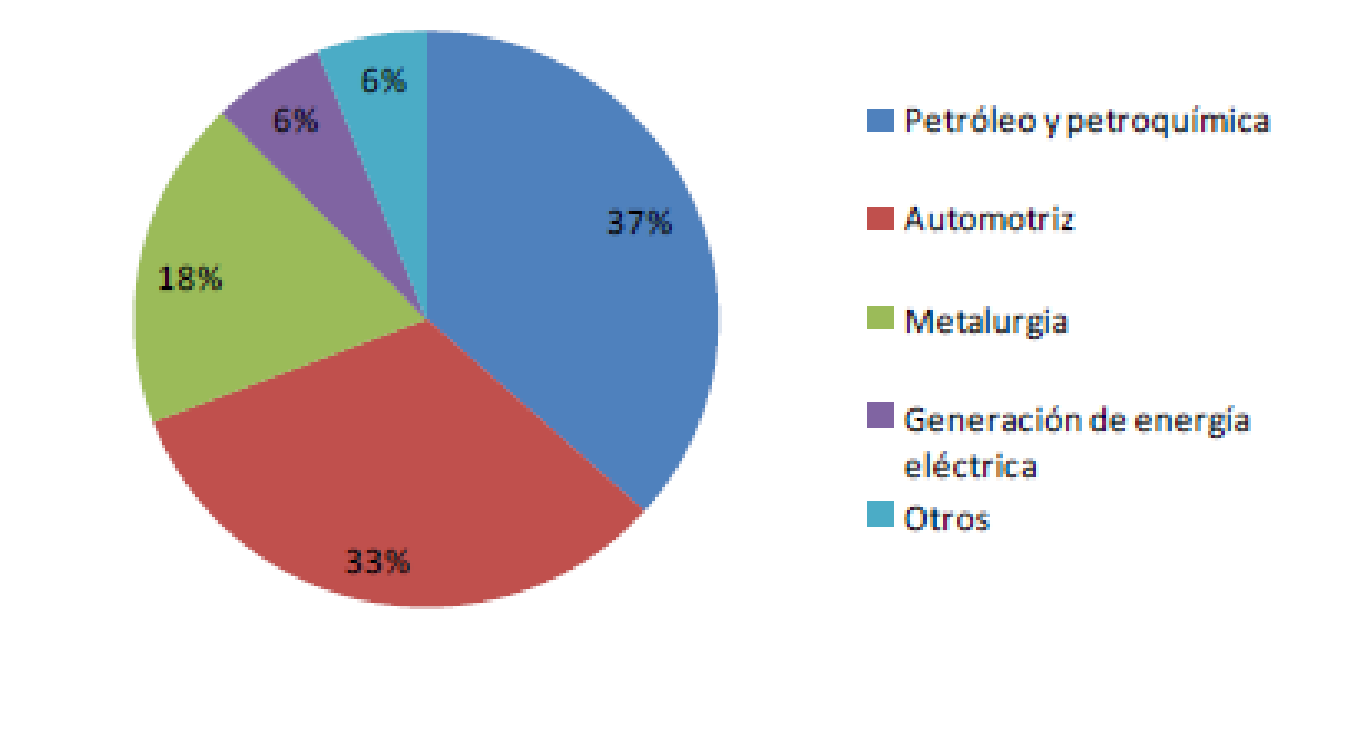 6%
6%
37%
18%
33%
Petróleo y petroquímica
Automotriz
Metalurgia
Generación de energía
eléctrica
Otros